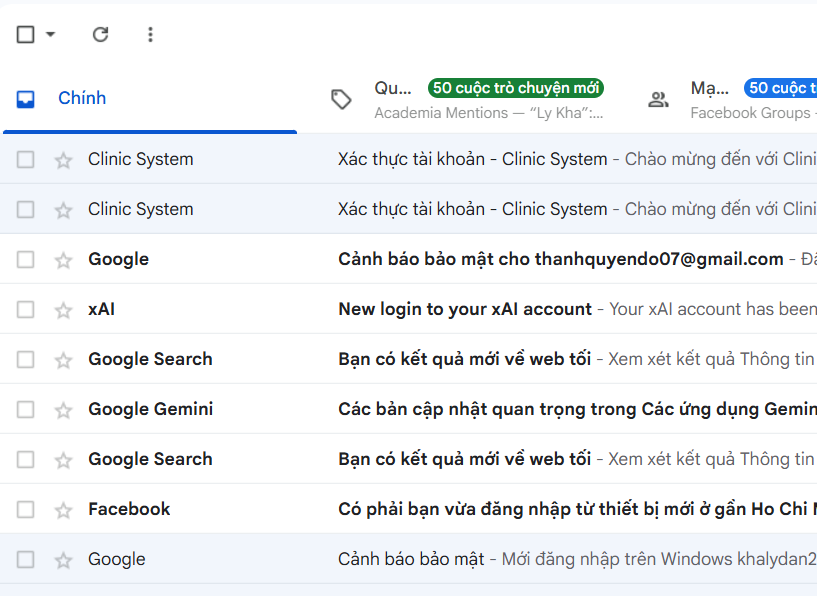 Chính
Qu... 50 cuộc trò chuyện mới
Academia Mentions — “Ly Kha”:...
Mạ... 50 cuộc t
Facebook Groups -
Clinic System Xác thực tài khoản - Clinic System - Chào mừng đến với Clini
Clinic System Xác thực tài khoản - Clinic System - Chào mừng đến với Clini
Google Cảnh báo bảo mật cho thanhquyendo07@gmail.com - Đã
xAI New login to your xAI account - Your xAI account has been
Google Search Bạn có kết quả mới về web tối - Xem xét kết quả Thông tin
Google Gemini Các bản cập nhật quan trọng trong Các ứng dụng Gemin
Google Search Bạn có kết quả mới về web tối - Xem xét kết quả Thông tin
Facebook Có phải bạn vừa đăng nhập từ thiết bị mới ở gần Ho Chi
Google Cảnh báo bảo mật - Mới đăng nhập trên Windows khalydan2